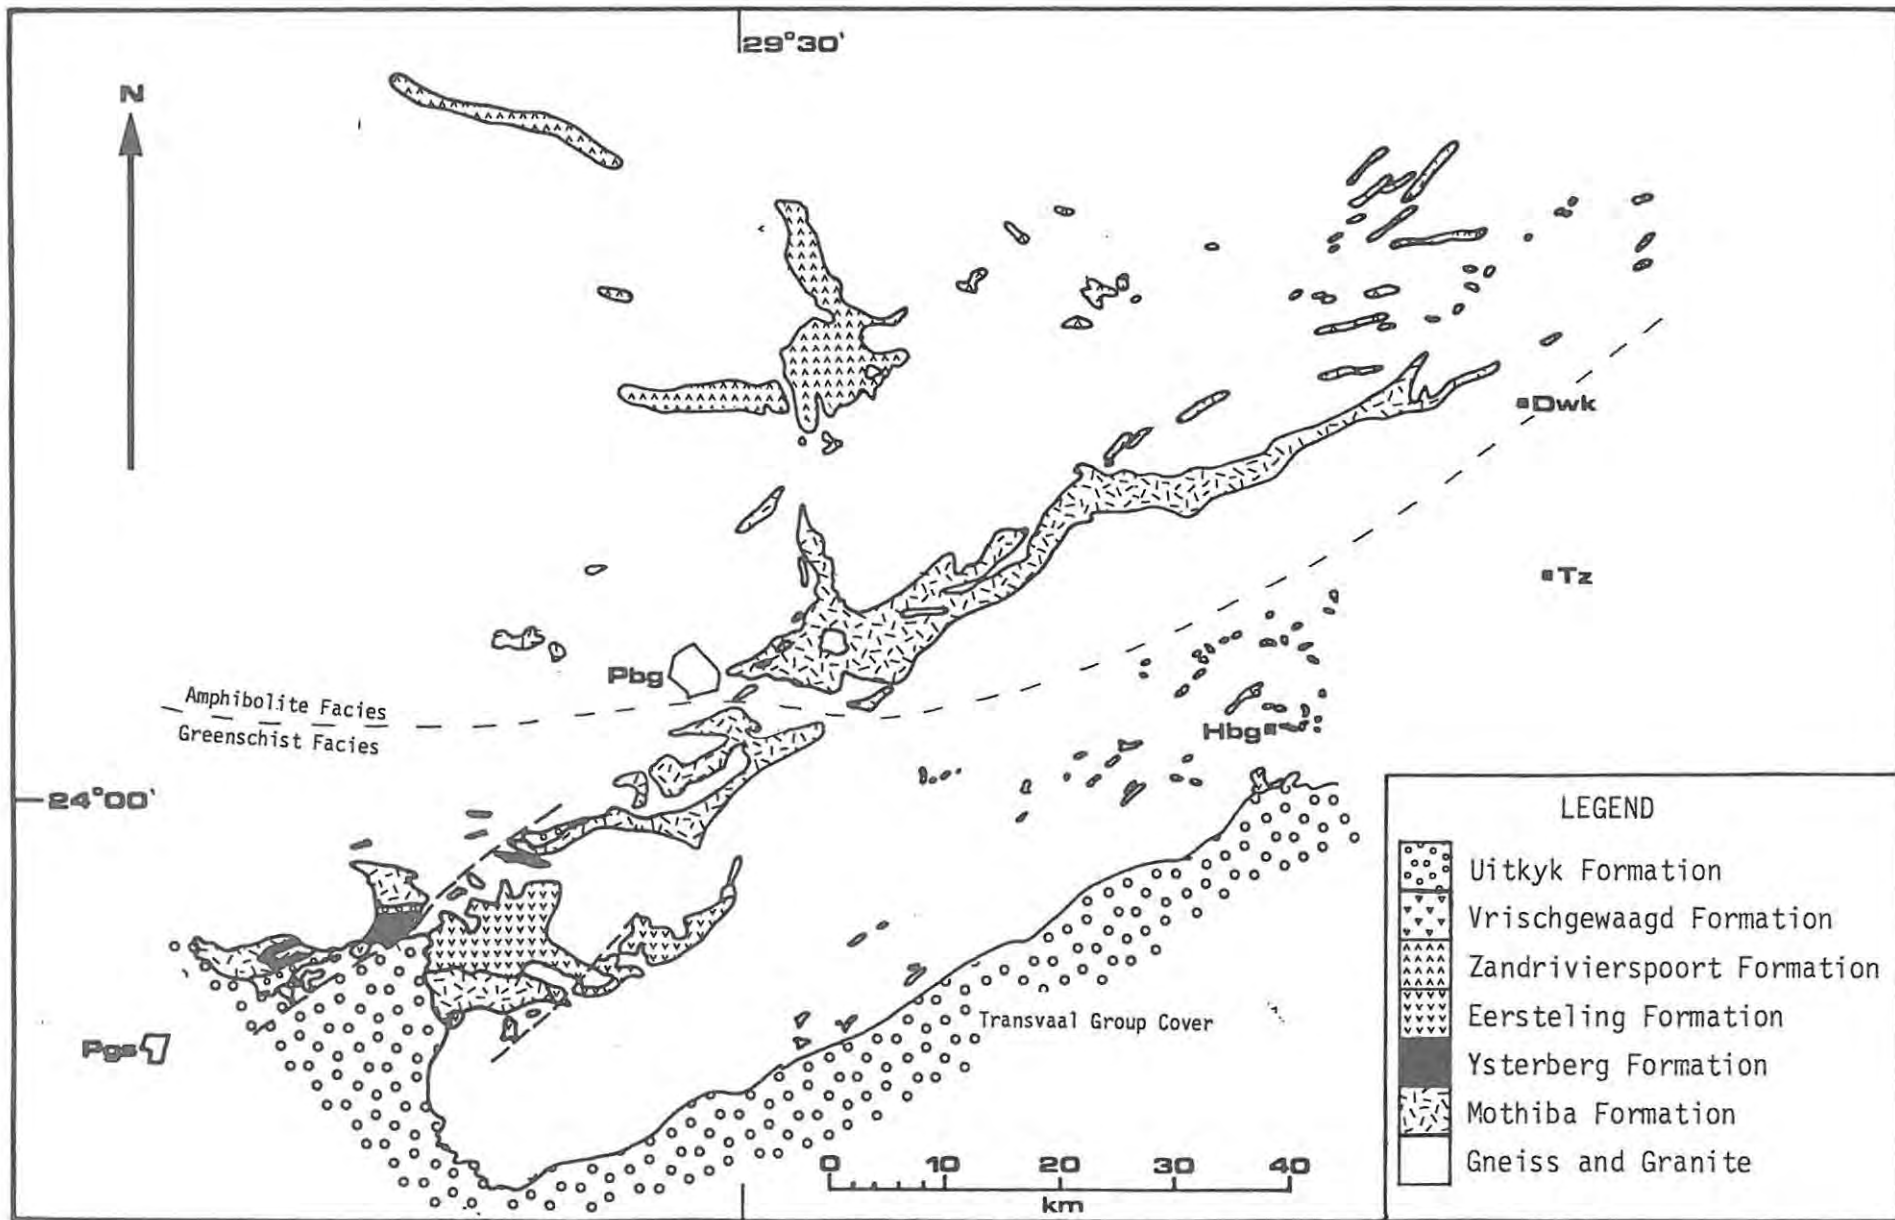 29°30'
N
Dwk
Tz
Pbg
Amphibolite Facies
Greenschist Facies
Hbg
24°00'
Pgs
Transvaal Group Cover
0 10 20 30 40
km
LEGEND
Uitkyk Formation
Vrischgewaagd Formation
Zandrivierspoort Formation
Eersteling Formation
Ysterberg Formation
Mothiba Formation
Gneiss and Granite